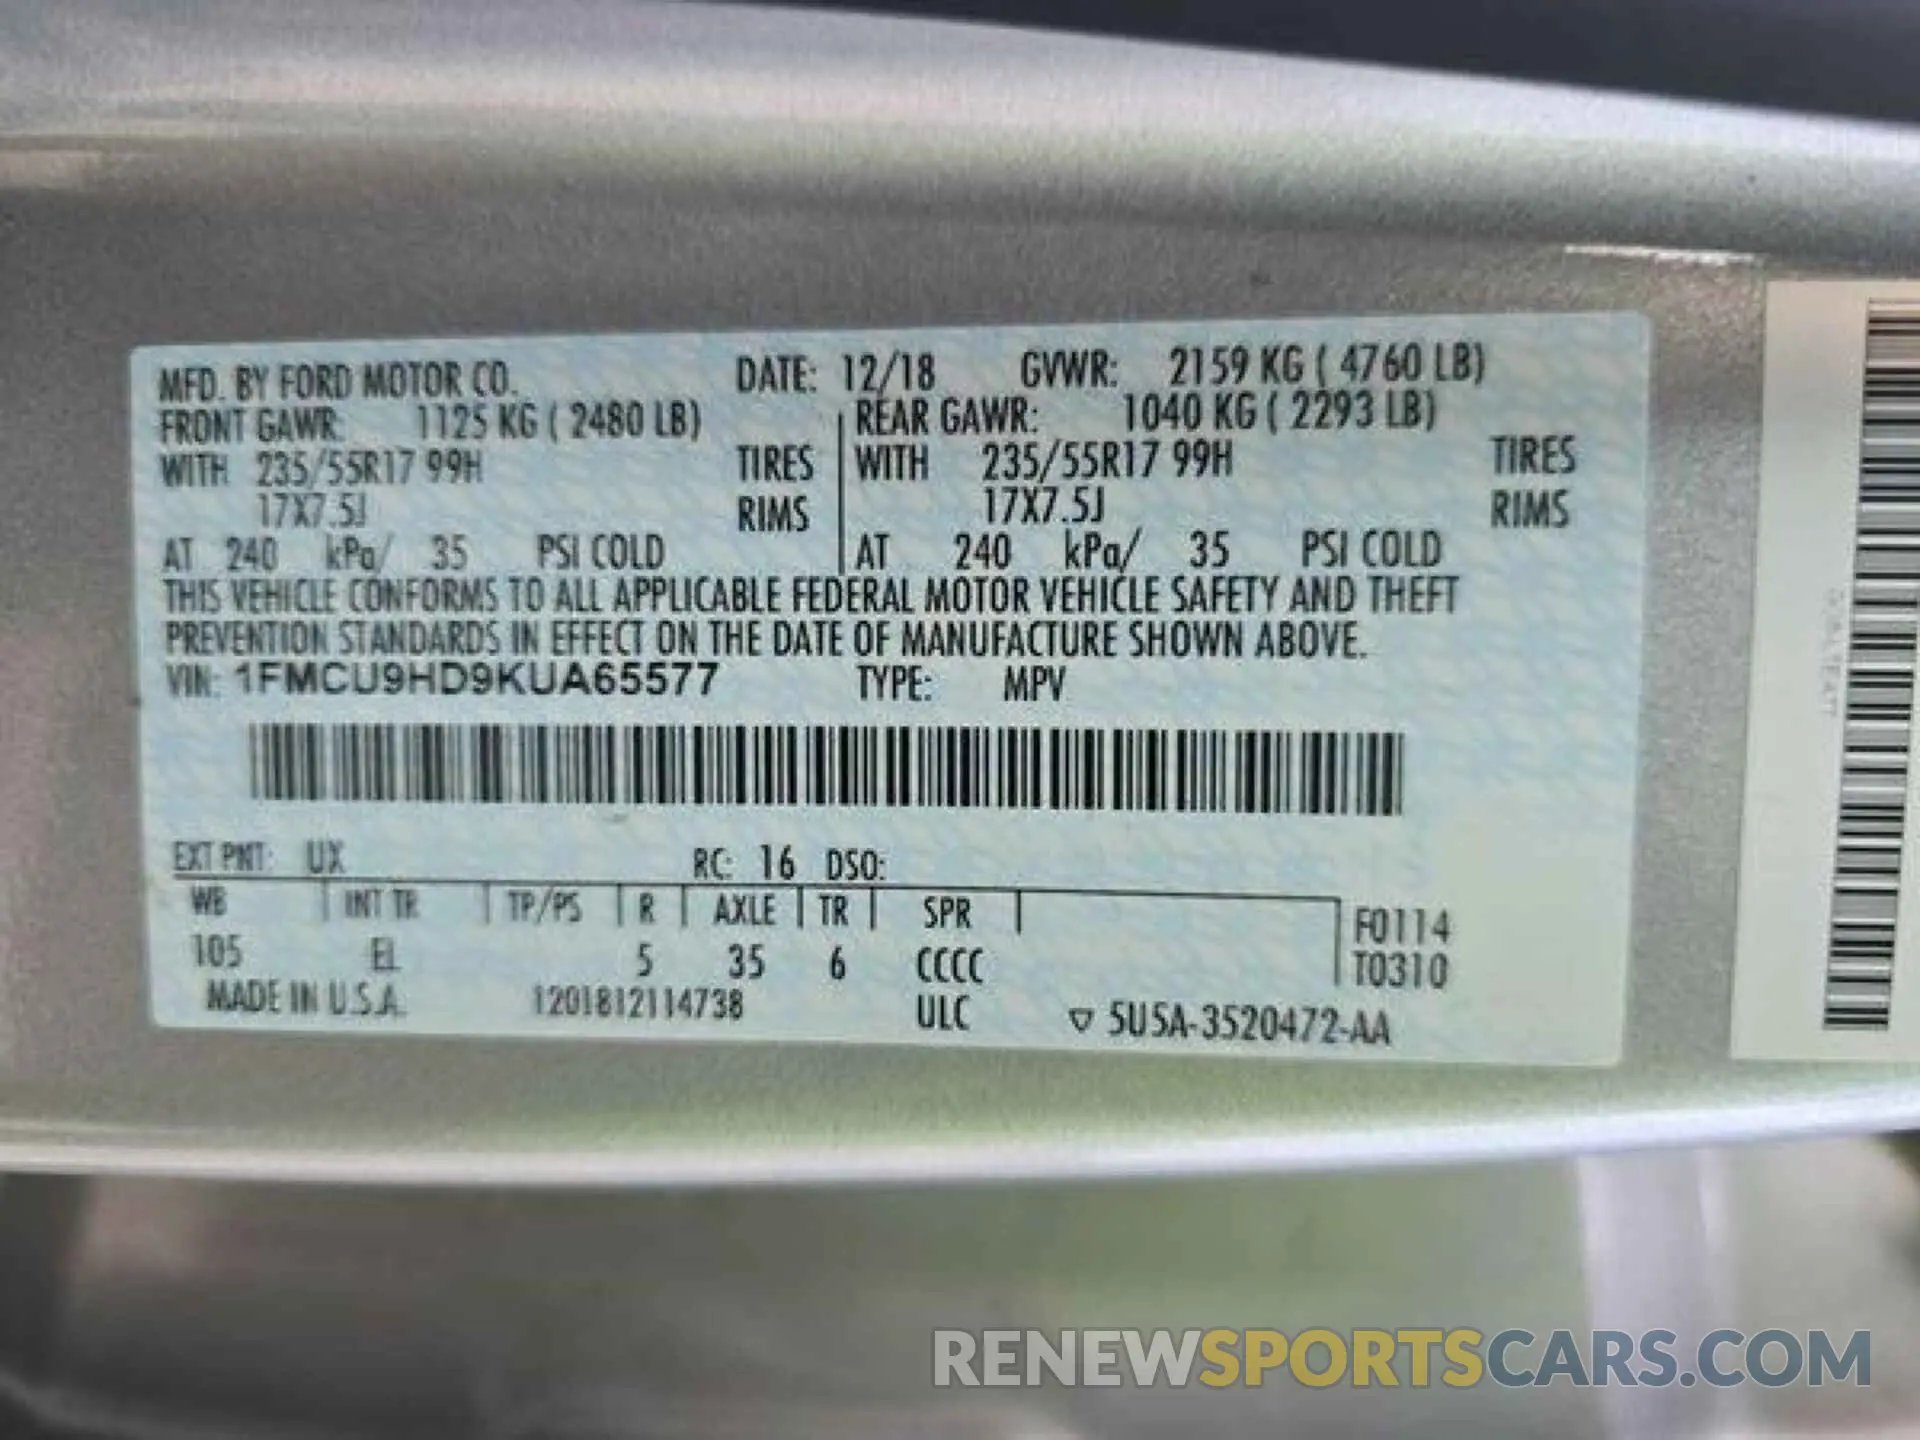 MFD. BY FORD MOTOR CO. DATE: 12/18 GVWR: 2159 KG ( 4760 LB)
FRONT GAWR: 1125 KG ( 2480 LB) REAR GAWR: 1040 KG ( 2293 LB)
WITH 235/55R17 99H TIRES WITH 235/55R17 99H TIRES
17X7.5J RIMS 17X7.5J RIMS
AT 240 kPa/ 35 PSI COLD AT 240 kPa/ 35 PSI COLD
THIS VEHICLE CONFORMS TO ALL APPLICABLE FEDERAL MOTOR VEHICLE SAFETY AND THEFT
PREVENTION STANDARDS IN EFFECT ON THE DATE OF MANUFACTURE SHOWN ABOVE.
VIN: 1FMCU9HD9KUA65577 TYPE: MPV
EXT PNT: UX RC: 16 DSO:
WB INT TR TP/PS R AXLE TR SPR F0114
105 EL 5 35 6 CCCC T0310
MADE IN U.S.A. 1201812114738 ULC ▽ 5U5A-3520472-AA
RENEWSPORTSCARS.COM